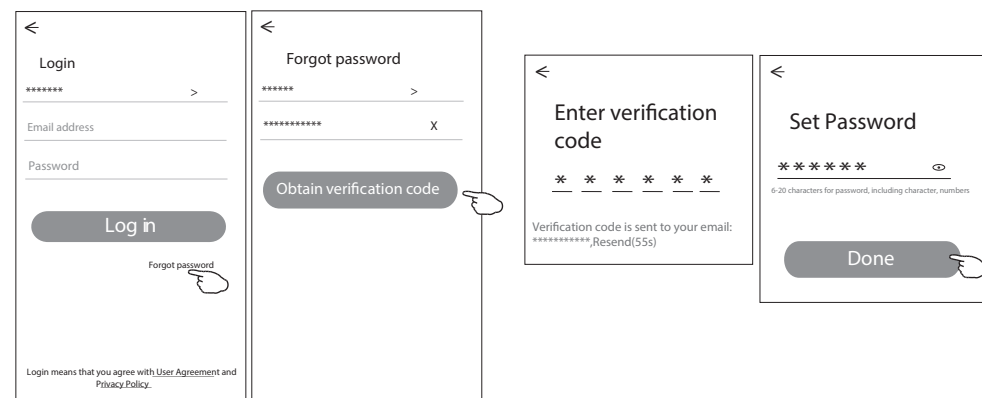 Login
******* >
Email address
Password
Log in
Forgot password
Login means that you agree with User Agreement and
Privacy Policy
Forgot password
****** >
*********** X
Obtain verification code
Enter verification
code
* * * * * *
Verification code is sent to your email:
***********,Resend(55s)
Set Password
* * * * * *
6-20 characters for password, including character, numbers
Done